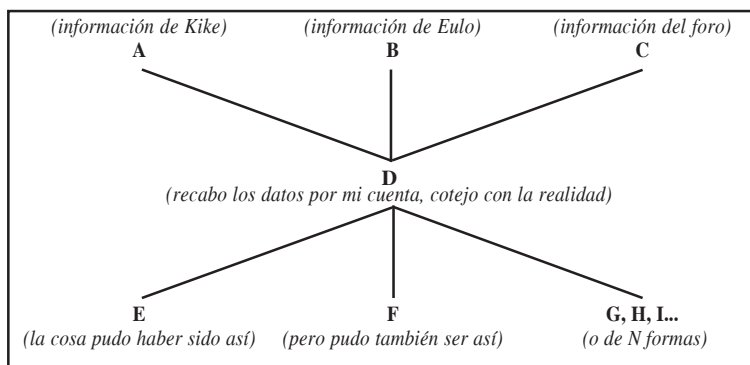 (información de Kike) (información de Eulo) (información del foro)
A B C
D
(recabo los datos por mi cuenta, cotejo con la realidad)
E F G, H, I...
(la cosa pudo haber sido así) (pero pudo también ser así) (o de N formas)